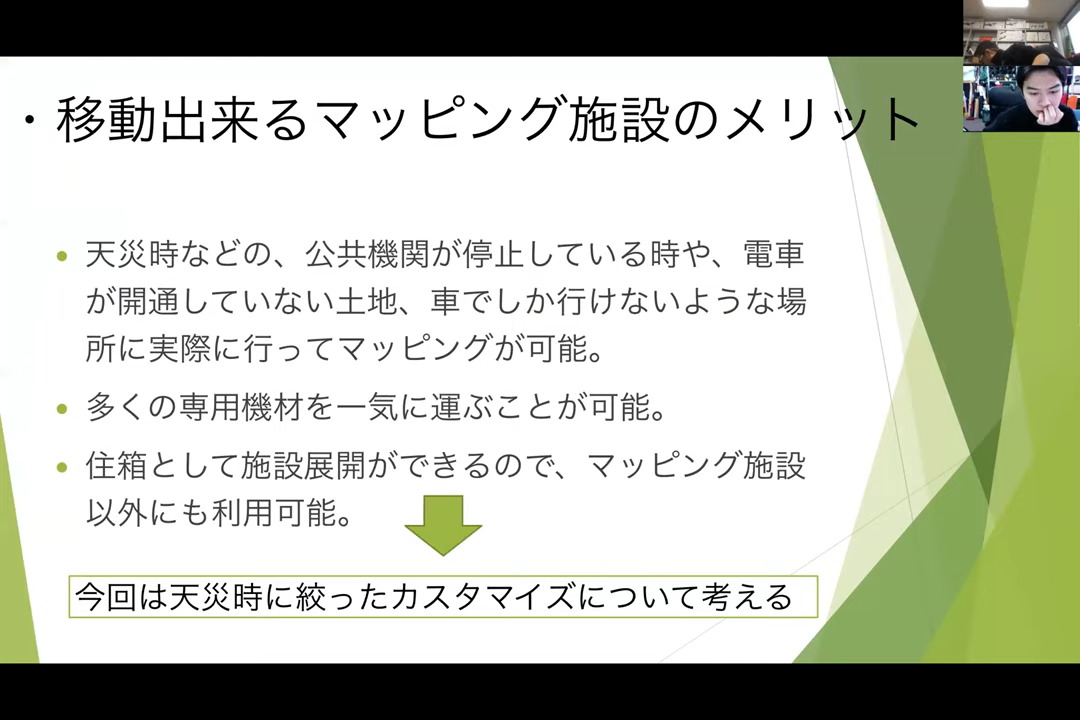 ・移動出来るマッピング施設のメリット
天災時などの、公共機関が停止している時や、電車
が開通していない土地、車でしか行けないような場
所に実際に行ってマッピングが可能。
多くの専用機材を一気に運ぶことが可能。
住箱として施設展開ができるので、マッピング施設
以外にも利用可能。
今回は天災時に絞ったカスタマイズについて考える